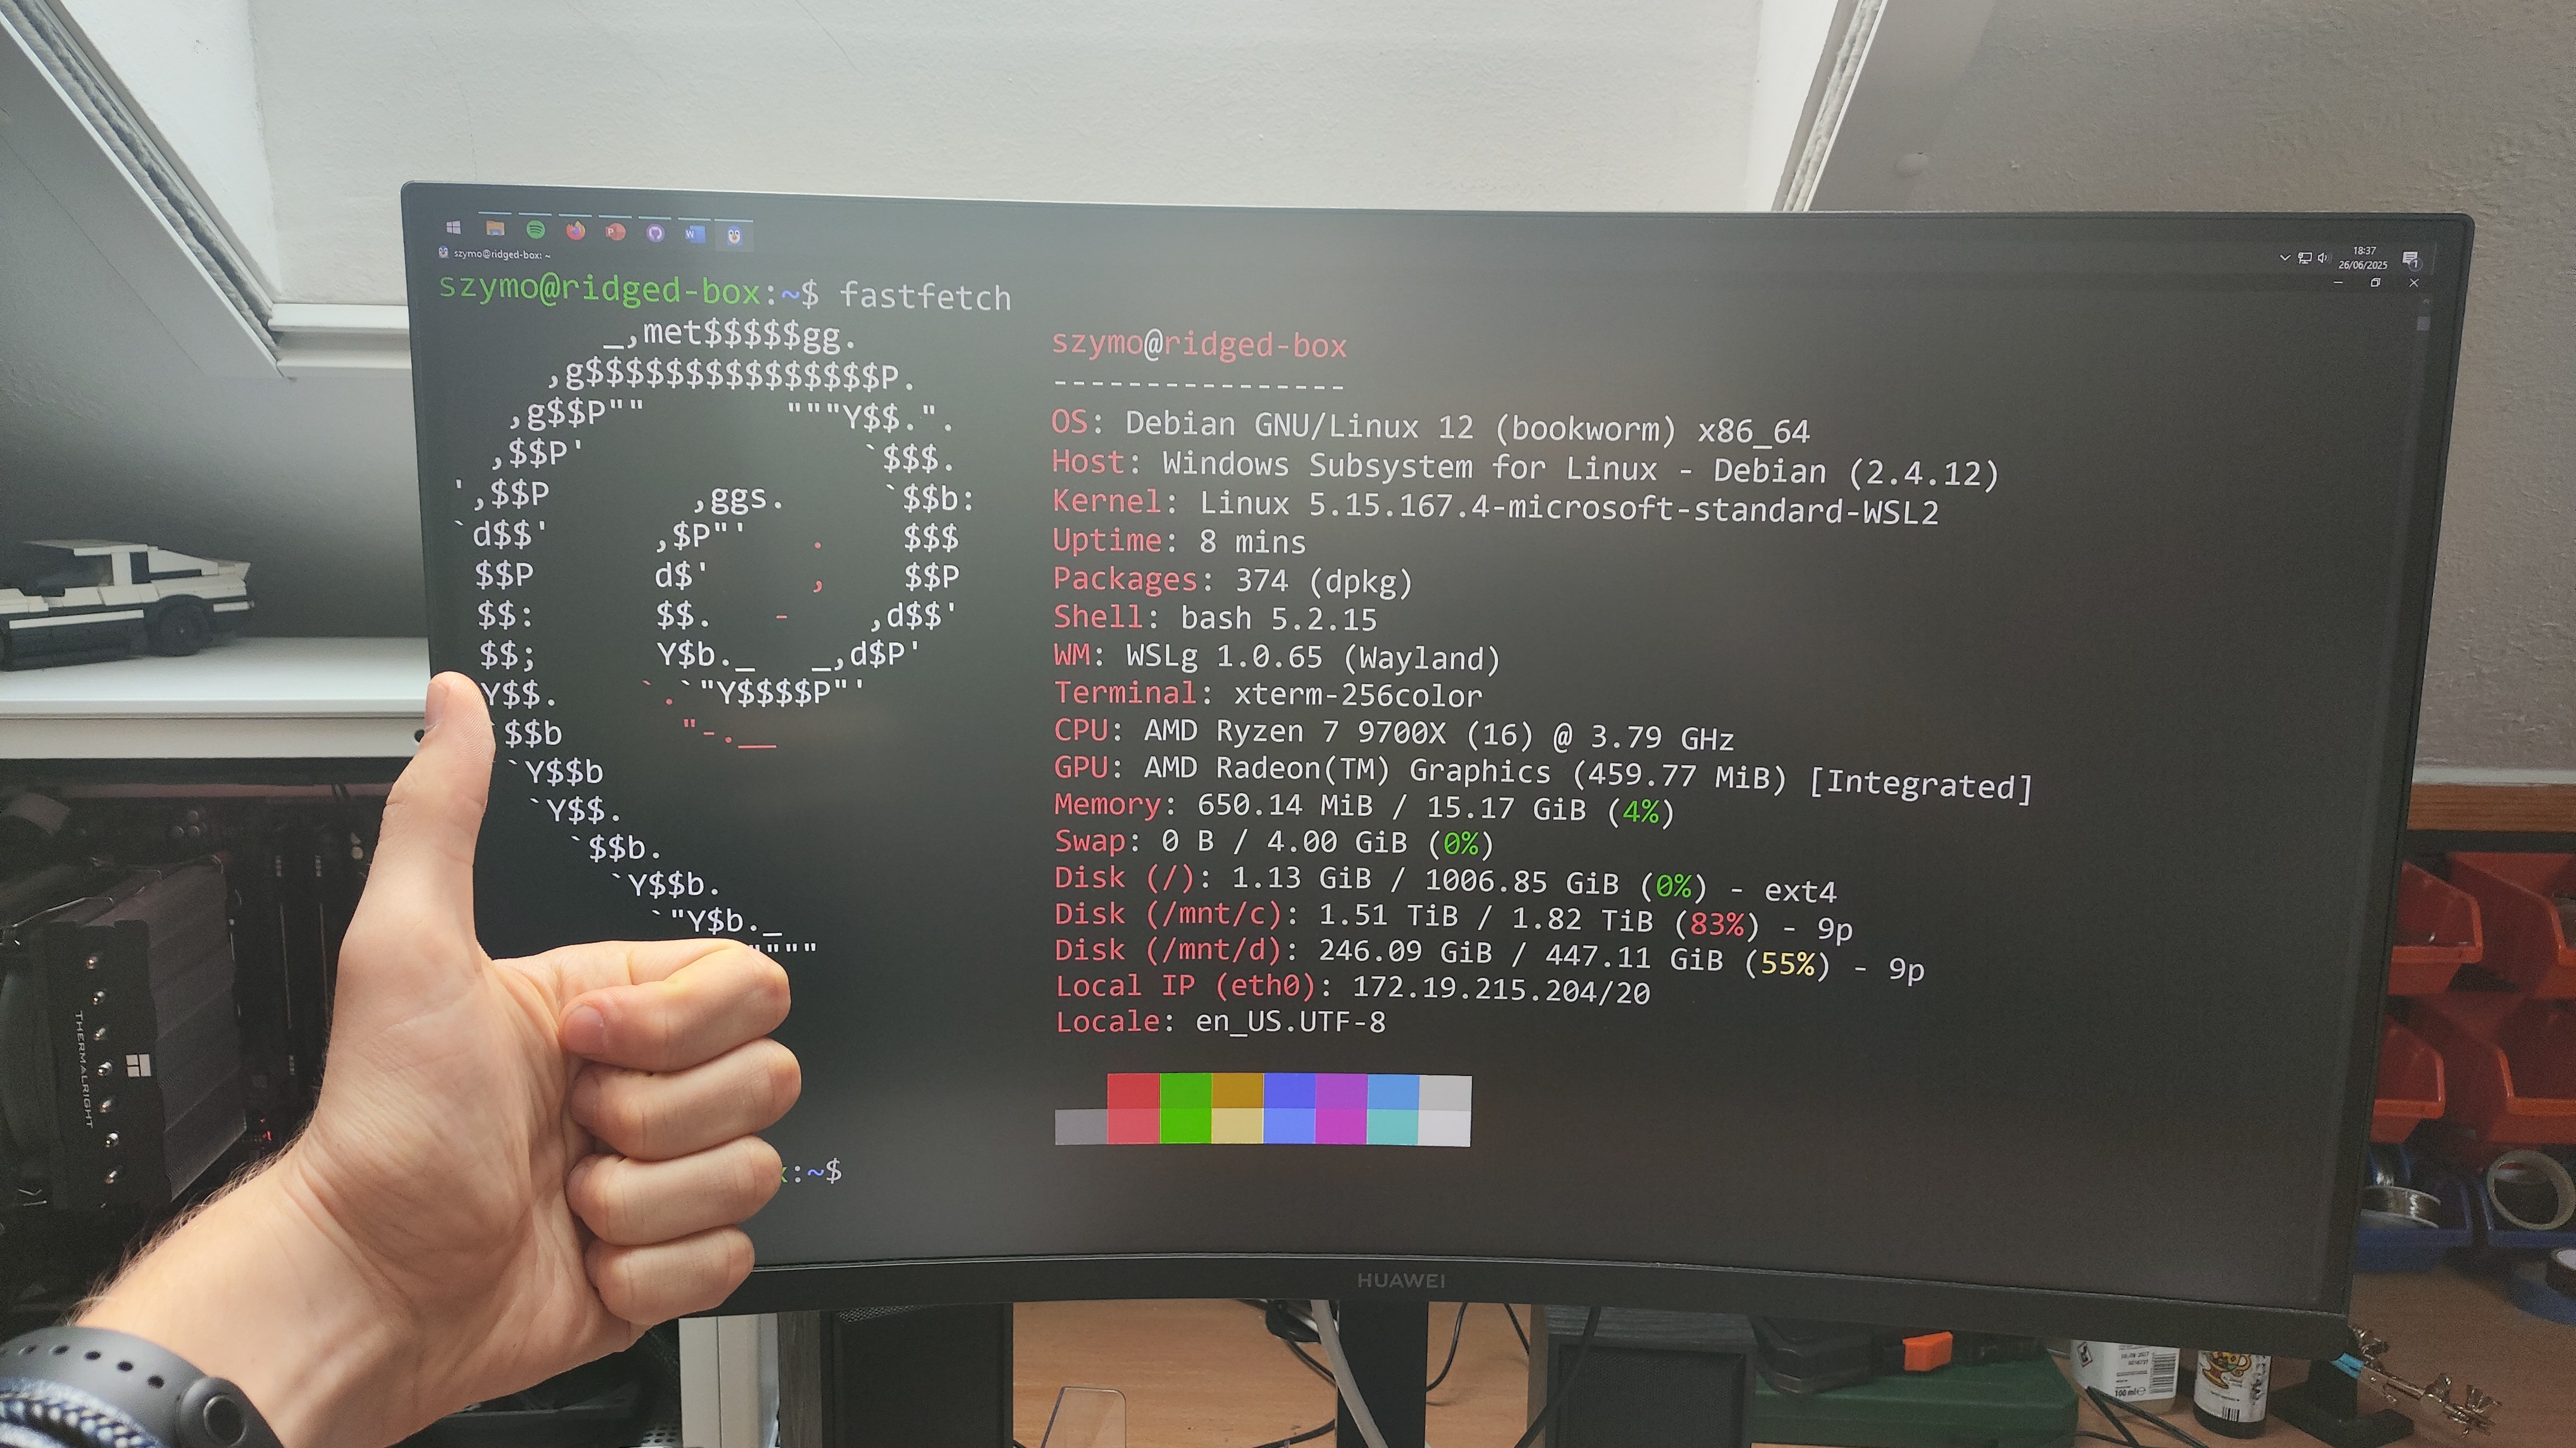 szymo@ridged-box: ~
18:37
26/06/2025
1
szymo@ridged-box:~$ fastfetch
_,met$$$$$gg.
,g$$$$$$$$$$$$$$$P.
,g$$P"" """Y$$.".
,$$P' `$$$.
',$$P ,ggs. `$$b:
`d$$' ,$P"' . $$$
$$P d$' , $$P
$$: $$. - ,d$$'
$$; Y$b._ _,d$P'
Y$$. `.`"Y$$$$P"'
$$b "-.__
`Y$$b
`Y$$.
`$$b.
`Y$$b.
`"Y$b._
""""
szymo@ridged-box
----------------
OS: Debian GNU/Linux 12 (bookworm) x86_64
Host: Windows Subsystem for Linux - Debian (2.4.12)
Kernel: Linux 5.15.167.4-microsoft-standard-WSL2
Uptime: 8 mins
Packages: 374 (dpkg)
Shell: bash 5.2.15
WM: WSLg 1.0.65 (Wayland)
Terminal: xterm-256color
CPU: AMD Ryzen 7 9700X (16) @ 3.79 GHz
GPU: AMD Radeon(TM) Graphics (459.77 MiB) [Integrated]
Memory: 650.14 MiB / 15.17 GiB (4%)
Swap: 0 B / 4.00 GiB (0%)
Disk (/): 1.13 GiB / 1006.85 GiB (0%) - ext4
Disk (/mnt/c): 1.51 TiB / 1.82 TiB (83%) - 9p
Disk (/mnt/d): 246.09 GiB / 447.11 GiB (55%) - 9p
Local IP (eth0): 172.19.215.204/20
Locale: en_US.UTF-8
:~$
HUAWEI
THERMALRIGHT
100 ml